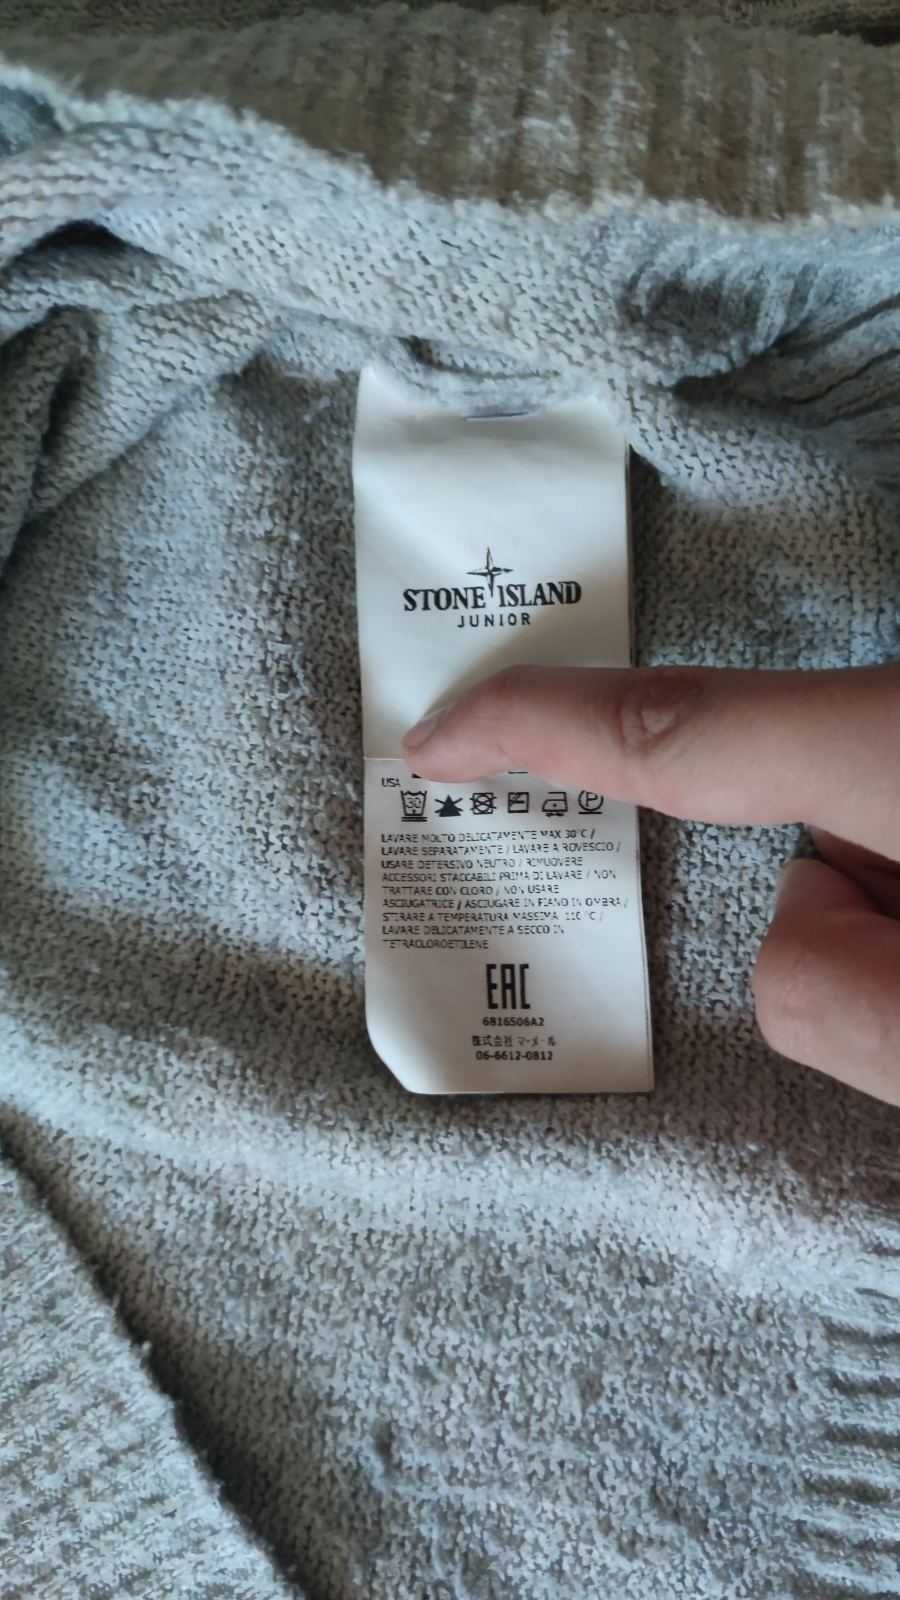 STONE ISLAND
JUNIOR
USA
30
P
LAVARE MOLTO DELICATAMENTE MAX 30°C /
LAVARE SEPARATAMENTE / LAVARE A ROVESCIO /
USARE DETERSIVO NEUTRO / RIMUOVERE
ACCESSORI STACCABILI PRIMA DI LAVARE / NON
TRATTARE CON CLORO / NON USARE
ASCIUGATRICE / ASCIUGARE IN PIANO IN OMBRA /
STIRARE A TEMPERATURA MASSIMA 110 °C /
LAVARE DELICATAMENTE A SECCO IN
TETRACLOROETILENE
EAC
6816506A2
株式会社 マーメール
06-6612-0812